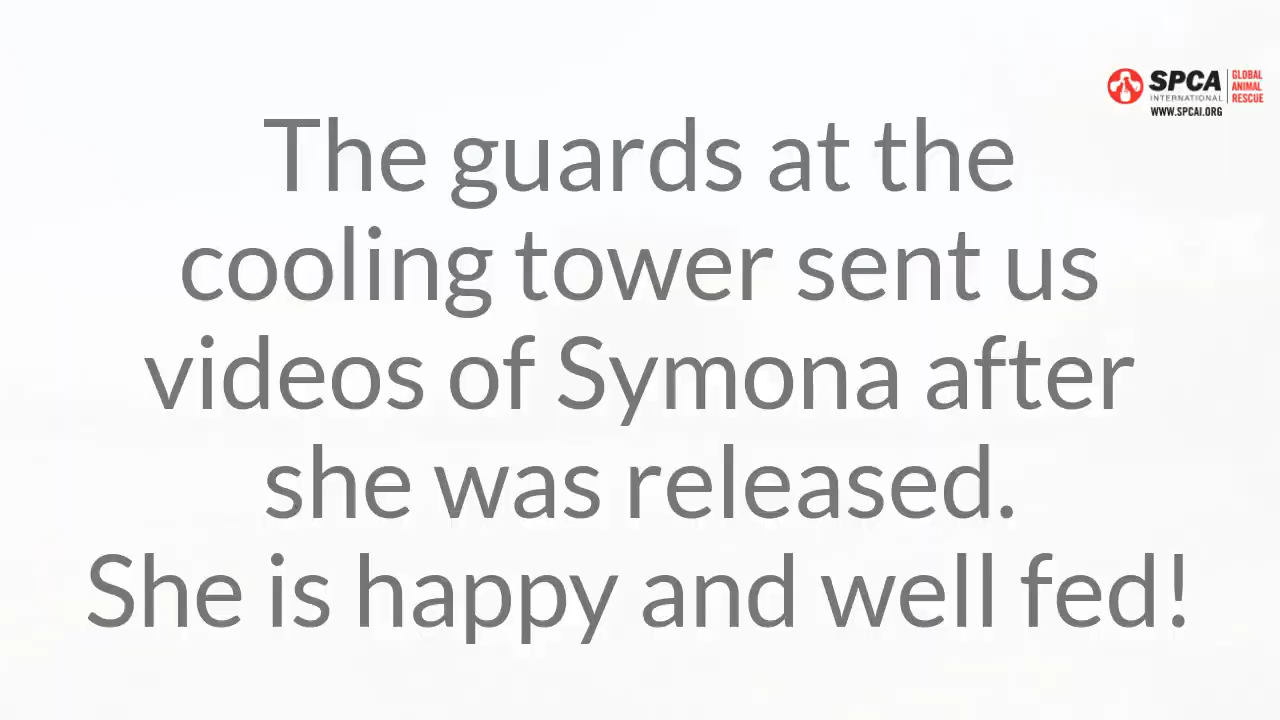 SPCA
INTERNATIONAL
WWW.SPCAI.ORG
GLOBAL
ANIMAL
RESCUE
The guards at the
cooling tower sent us
videos of Symona after
she was released.
She is happy and well fed!